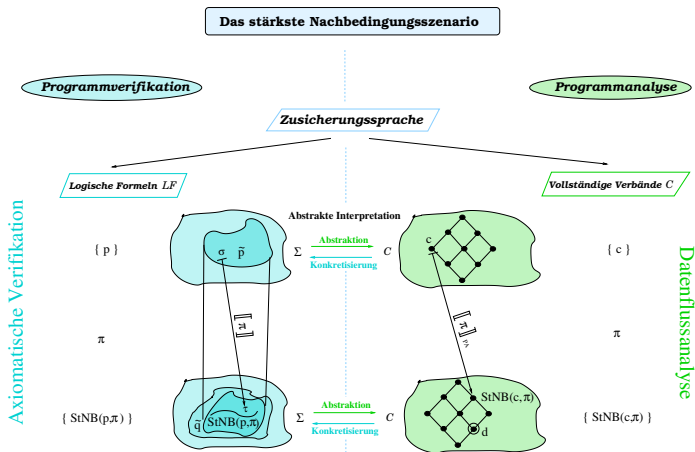 Das stärkste Nachbedingungsszenario
Programmverifikation
Programmanalyse
Zusicherungssprache
Logische Formeln LF
Vollständige Verbände C
Abstrakte Interpretation
{ p }
σ p̃
Σ
Abstraktion
Konkretisierung
C
c
{ c }
Axiomatische Verifikation
Datenflussanalyse
π
⟦ π ⟧
⟦ π ⟧ PA
π
{ StNB(p,π) }
τ
StNB(p,π)
q̃
Σ
Abstraktion
Konkretisierung
C
StNB(c,π)
d
{ StNB(c,π) }